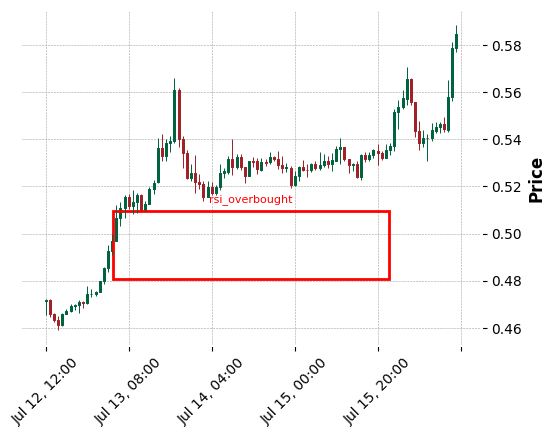 0.58
0.56
0.54
0.52
rsi_overbought
0.50
0.48
0.46
Price
Jul 12, 12:00
Jul 13, 08:00
Jul 14, 04:00
Jul 15, 00:00
Jul 15, 20:00